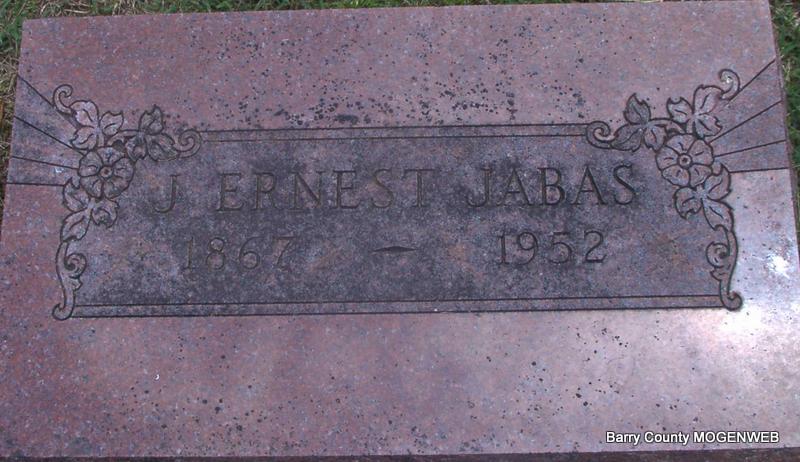 J ERNEST JABAS
1867 — 1952
Barry County MOGENWEB